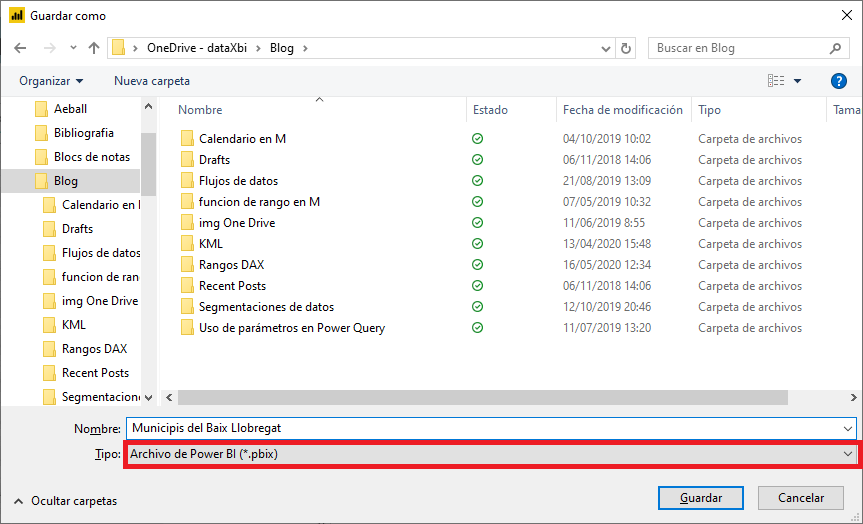 Guardar como
OneDrive - dataXbi > Blog >
Buscar en Blog
Organizar
Nueva carpeta
?
Aeball
Bibliografia
Blocs de notas
Blog
Calendario en
Drafts
Flujos de datos
funcion de ran
img One Drive
KML
Rangos DAX
Recent Posts
Segmentacione
Nombre Estado Fecha de modificación Tipo Tama
Calendario en M 04/10/2019 10:02 Carpeta de archivos
Drafts 06/11/2018 14:06 Carpeta de archivos
Flujos de datos 21/08/2019 13:09 Carpeta de archivos
funcion de rango en M 07/05/2019 10:32 Carpeta de archivos
img One Drive 11/06/2019 8:55 Carpeta de archivos
KML 13/04/2020 15:48 Carpeta de archivos
Rangos DAX 16/05/2020 12:34 Carpeta de archivos
Recent Posts 06/11/2018 14:06 Carpeta de archivos
Segmentaciones de datos 12/10/2019 20:46 Carpeta de archivos
Uso de parámetros en Power Query 11/07/2019 13:20 Carpeta de archivos
Nombre: Municipis del Baix Llobregat
Tipo: Archivo de Power BI (*.pbix)
Ocultar carpetas
Guardar
Cancelar